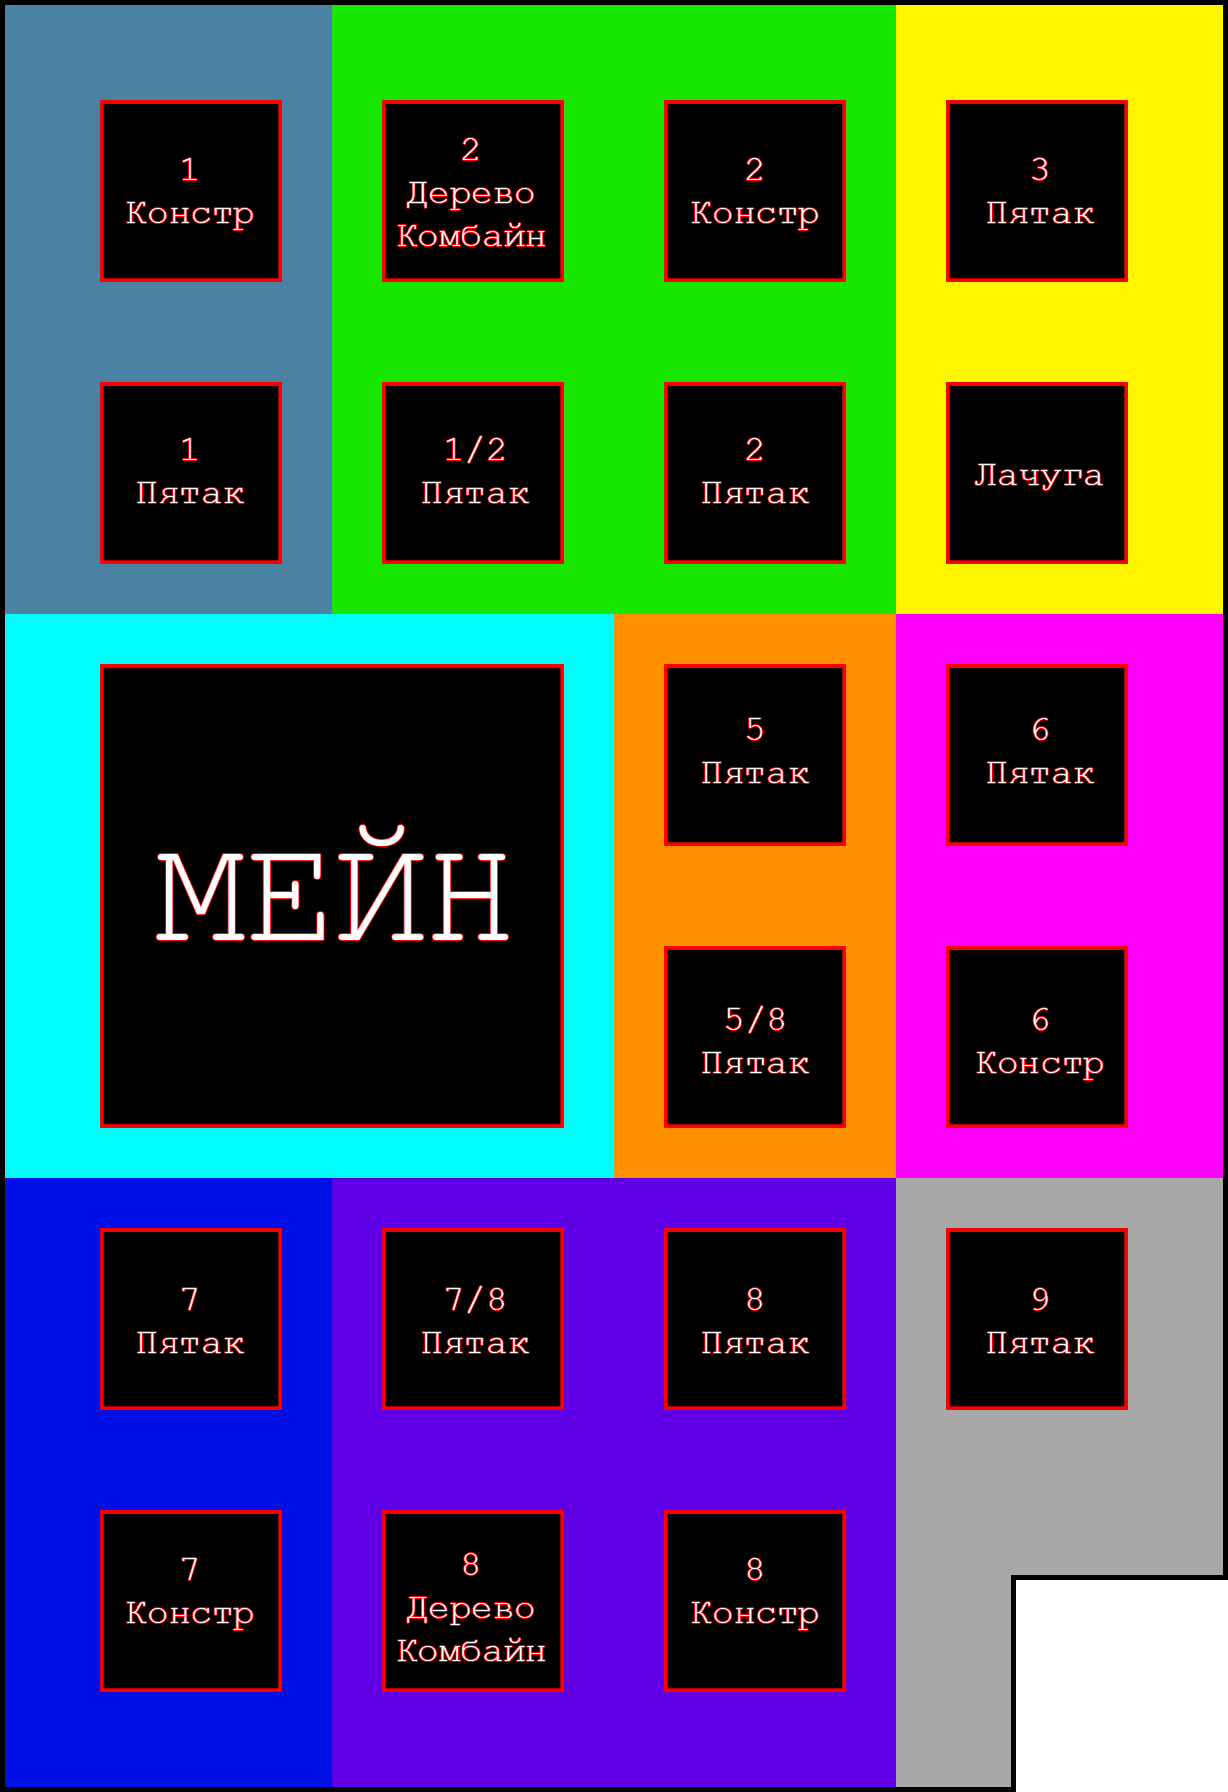 1
Констр
2
Дерево
Комбайн
2
Констр
3
Пятак
1
Пятак
1/2
Пятак
2
Пятак
Лачуга
МЕЙН
5
Пятак
6
Пятак
5/8
Пятак
6
Констр
7
Пятак
7/8
Пятак
8
Пятак
9
Пятак
7
Констр
8
Дерево
Комбайн
8
Констр